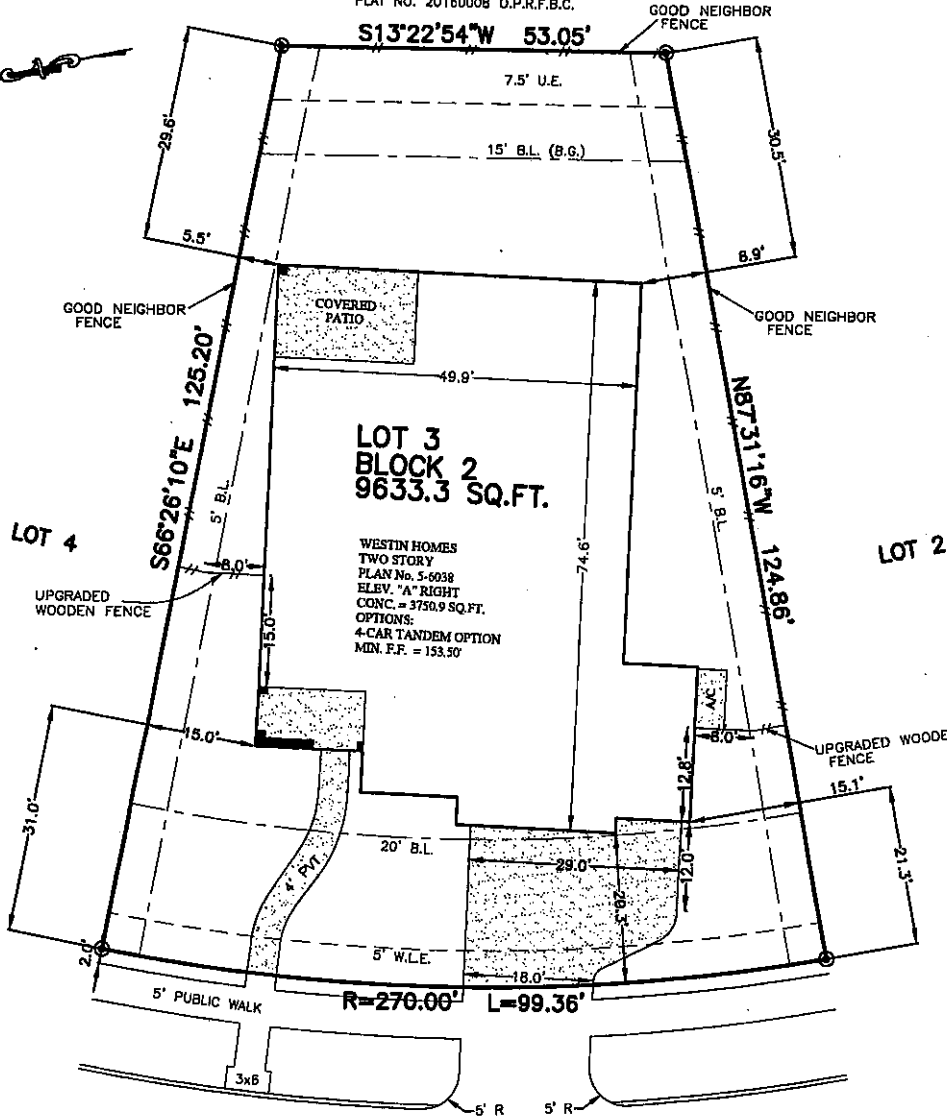 PLAT NO. 20160008 O.P.R.F.B.C.
GOOD NEIGHBOR
FENCE
S13°22'54"W 53.05'
7.5' U.E.
15' B.L. (B.G.)
29.6'
30.5'
5.5'
8.9'
GOOD NEIGHBOR
FENCE
COVERED
PATIO
GOOD NEIGHBOR
FENCE
49.9'
S66°26'10"E 125.20'
N87°31'16"W 124.86'
LOT 3
BLOCK 2
9633.3 SQ.FT.
5' B.L.
5' B.L.
74.6'
LOT 4
LOT 2
WESTIN HOMES
TWO STORY
PLAN No. 5-6038
ELEV. "A" RIGHT
CONC. = 3750.9 SQ.FT.
OPTIONS:
4-CAR TANDEM OPTION
MIN. F.F. = 153.50'
8.0'
UPGRADED
WOODEN FENCE
15.0'
A/C
15.0'
UPGRADED WOODE
FENCE
12.8'
15.1'
31.0'
20' B.L.
4' PVT.
29.0'
12.0'
21.3'
5' W.L.E.
18.0'
2.0'
5' PUBLIC WALK
R=270.00' L=99.36'
3xB
5' R
5' R